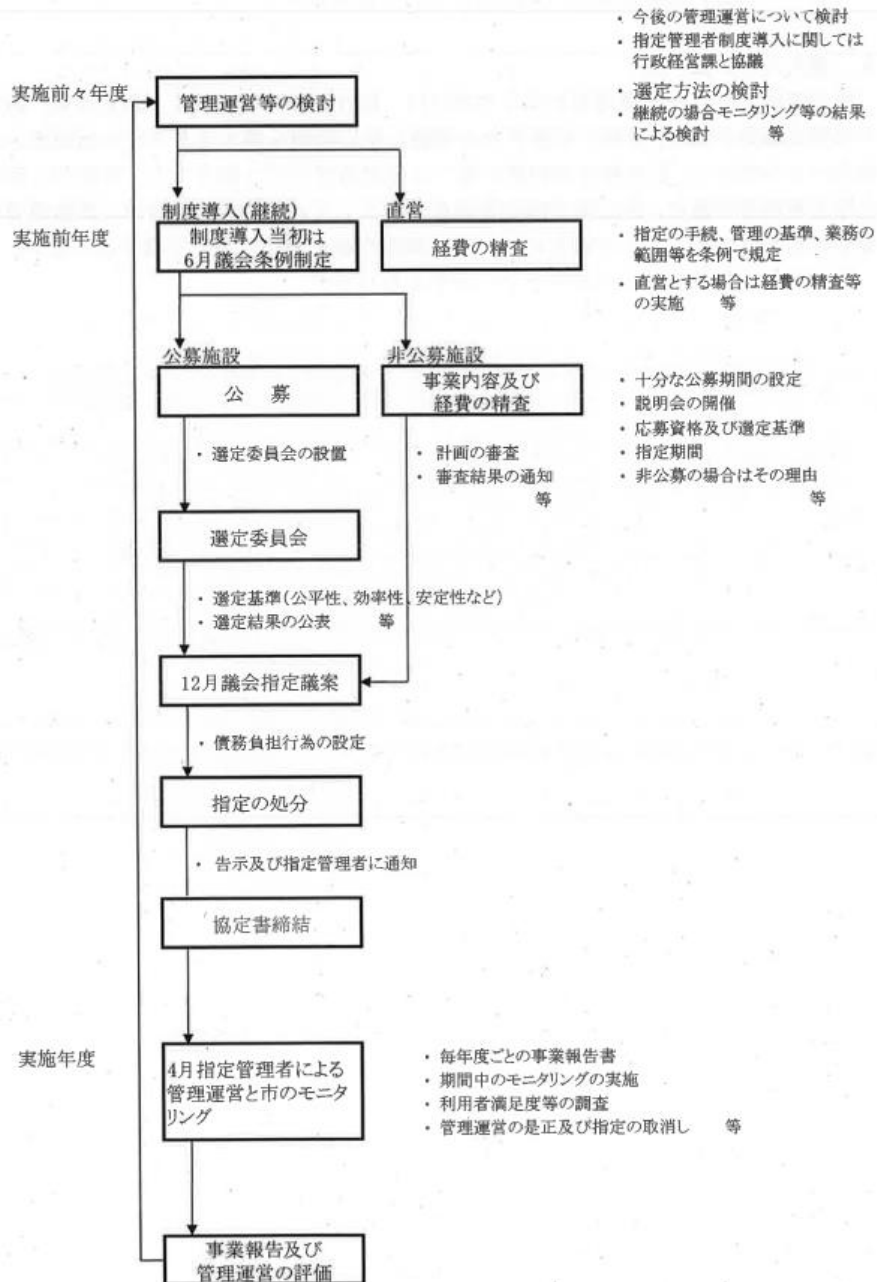 ・ 今後の管理運営について検討
・ 指定管理者制度導入に関しては
行政経営課と協議
・ 選定方法の検討
・ 継続の場合モニタリング等の結果
による検討 等
実施前々年度
管理運営等の検討
制度導入(継続)
直営
実施前年度
制度導入当初は
6月議会条例制定
経費の精査
・ 指定の手続、管理の基準、業務の
範囲等を条例で規定
・ 直営とする場合は経費の精査等
の実施 等
公募施設
非公募施設
公 募
事業内容及び
経費の精査
・ 十分な公募期間の設定
・ 説明会の開催
・ 応募資格及び選定基準
・ 指定期間
・ 非公募の場合はその理由
等
・ 選定委員会の設置
・ 計画の審査
・ 審査結果の通知
等
選定委員会
・ 選定基準(公平性、効率性、安定性など)
・ 選定結果の公表 等
12月議会指定議案
・ 債務負担行為の設定
指定の処分
・ 告示及び指定管理者に通知
協定書締結
実施年度
4月指定管理者による
管理運営と市のモニタ
リング
・ 毎年度ごとの事業報告書
・ 期間中のモニタリングの実施
・ 利用者満足度等の調査
・ 管理運営の是正及び指定の取消し 等
事業報告及び
管理運営の評価